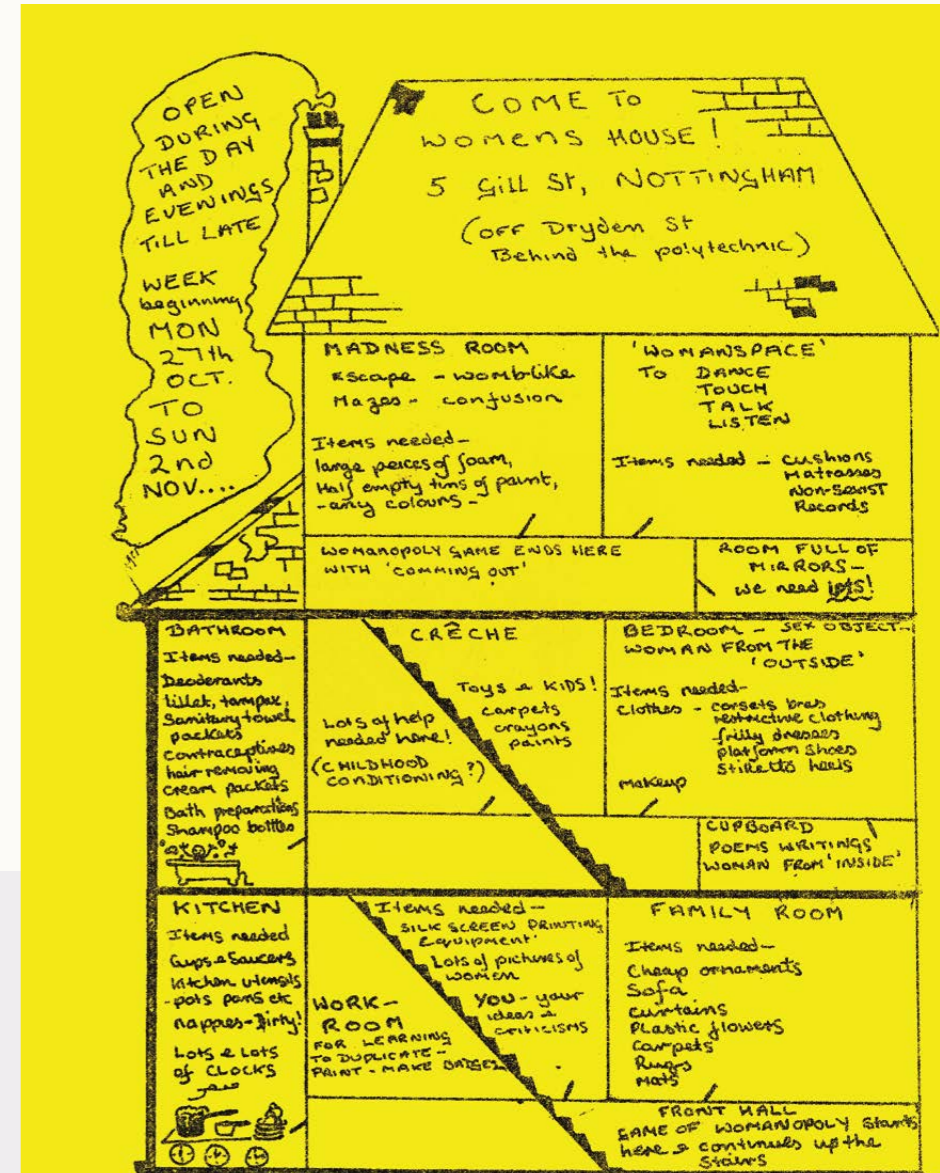 OPEN
DURING
THE DAY
AND
EVENINGS
TILL LATE
WEEK
beginning
MON
27th
OCT.
TO
SUN
2nd
NOV....
COME TO
WOMENS HOUSE!
5 GILL St, NOTTINGHAM
(OFF Dryden St
Behind the polytechnic)
MADNESS ROOM
Escape - womb-like
Mazes - confusion
Items needed-
large peices of foam,
Half empty tins of paint,
-any colours-
'WOMANSPACE'
TO DANCE
TOUCH
TALK
LISTEN
Items needed - Cushions
Matrasses
Non-Sexist
Records
WOMANOPOLY GAME ENDS HERE
WITH 'COMMING OUT'
ROOM FULL OF
MIRRORS-
we need lots!
BATHROOM
Items needed-
Deoderants
Lillet, tampax,
Sanitary towel
packets
contraceptives
hair removing
cream packets
Bath preparations
Shampoo bottles
CRÊCHE
Toys & KIDS!
carpets
crayons
paints
Lots of help
needed here!
(CHILDHOOD
CONDITIONING?)
BEDROOM - SEX OBJECT-
WOMAN FROM THE
'OUTSIDE'
Items needed-
Clothes - corsets bras
restrictive clothing
frilly dresses
platform shoes
Stiletto heels
makeup
CUPBOARD
POEMS WRITINGS
WOMAN FROM 'INSIDE'
KITCHEN
Items needed
Cups & Saucers
Kitchen utensils
-pots pans etc
nappies-Dirty!
Lots & Lots
of CLOCKS
Items needed-
SILK SCREEN PRINTING
Equipment
Lots of pictures of
women
YOU - your
ideas &
criticisms
WORK-
ROOM
FOR LEARNING
TO DUPLICATE-
PRINT - MAKE BADGES
FAMILY ROOM
Items needed-
Cheap ornaments
Sofa
curtains
Plastic flowers
Carpets
Rugs
Mats
FRONT HALL
GAME OF WOMANOPOLY Starts
here & continues up the
Stairs